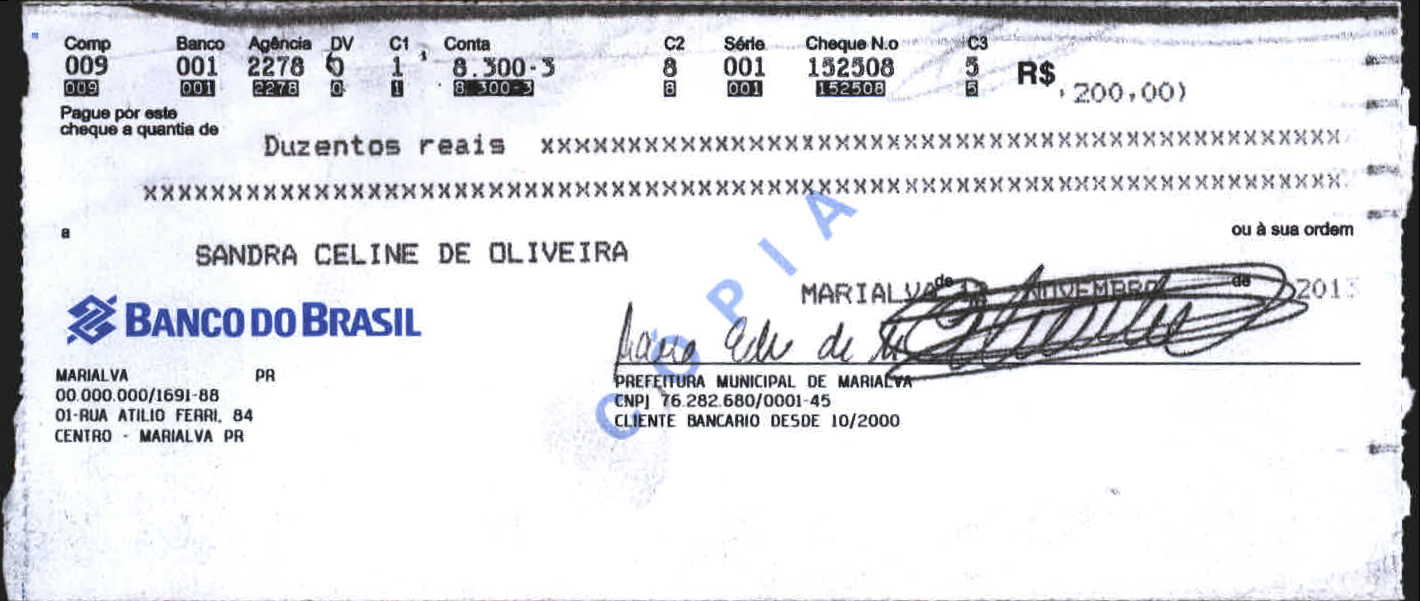 Comp Banco Agência DV C1 Conta C2 Série Cheque N.o C3
009 001 2278 0 1 8.300-3 8 001 152508 5 R$
009 001 2278 0 1 8 300-3 8 001 152508 5 200,00)
Pague por este
cheque a quantia de
Duzentos reais xxxxxxxxxxxxxxxxxxxxxxxxxxxxxxxxxxxxxxxxxxxxxxxxxxxxxx
xxxxxxxxxxxxxxxxxxxxxxxxxxxxxxxxxxxxxxxxxxxxxxxxxxxxxxxxxxxxxxxxxxxxxxxxxxxxxxxx
a ou à sua ordem
SANDRA CELINE DE OLIVEIRA
MARIALVA de NOVEMBRO de 2013
BANCO DO BRASIL
CÓPIA
MARIALVA PR
00.000.000/1691-88
01-RUA ATILIO FERRI, 84
CENTRO - MARIALVA PR
PREFEITURA MUNICIPAL DE MARIALVA
CNPJ 76.282.680/0001-45
CLIENTE BANCARIO DESDE 10/2000